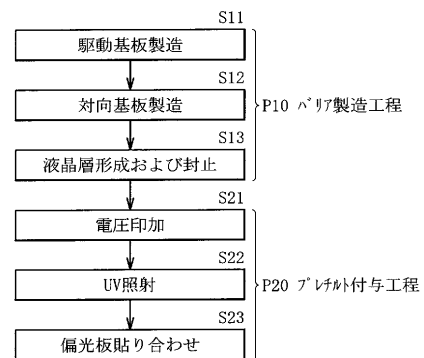 S11
駆動基板製造
S12
対向基板製造
P10 バリア製造工程
S13
液晶層形成および封止
S21
電圧印加
S22
UV照射
P20 プレチルト付与工程
S23
偏光板貼り合わせ